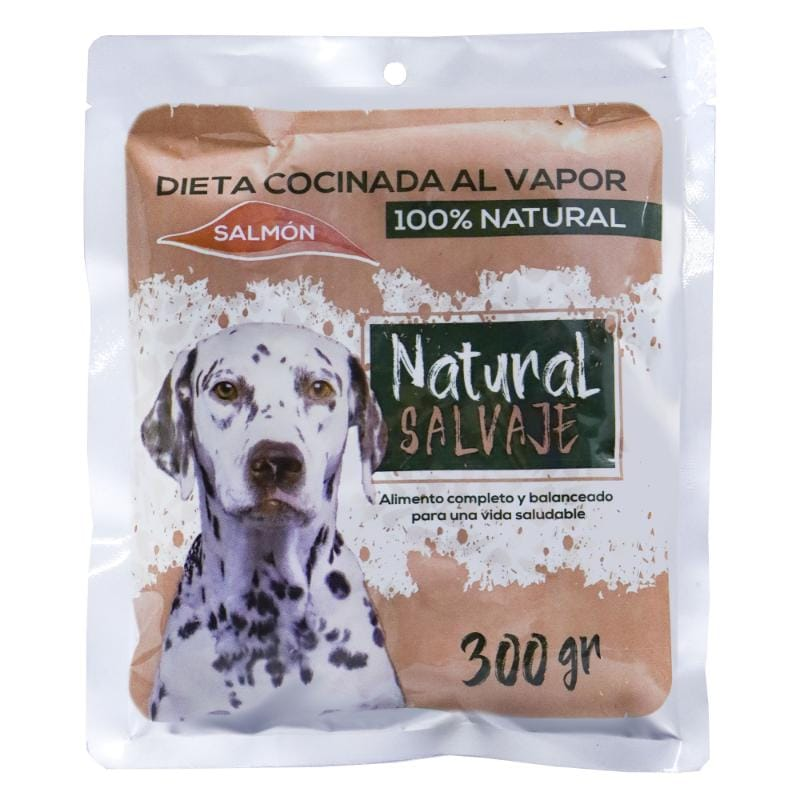 DIETA COCINADA AL VAPOR
SALMÓN
100% NATURAL
Natural
SALVAJE
Alimento completo y balanceado
para una vida saludable
300 gr